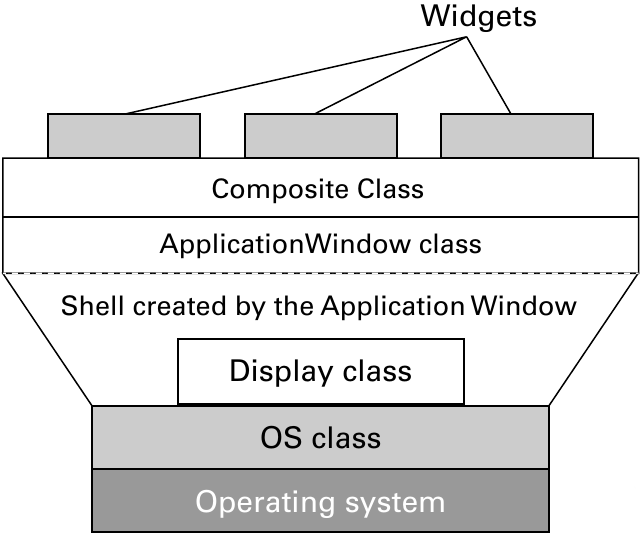 Widgets
Composite Class
ApplicationWindow class
Shell created by the Application Window
Display class
OS class
Operating system